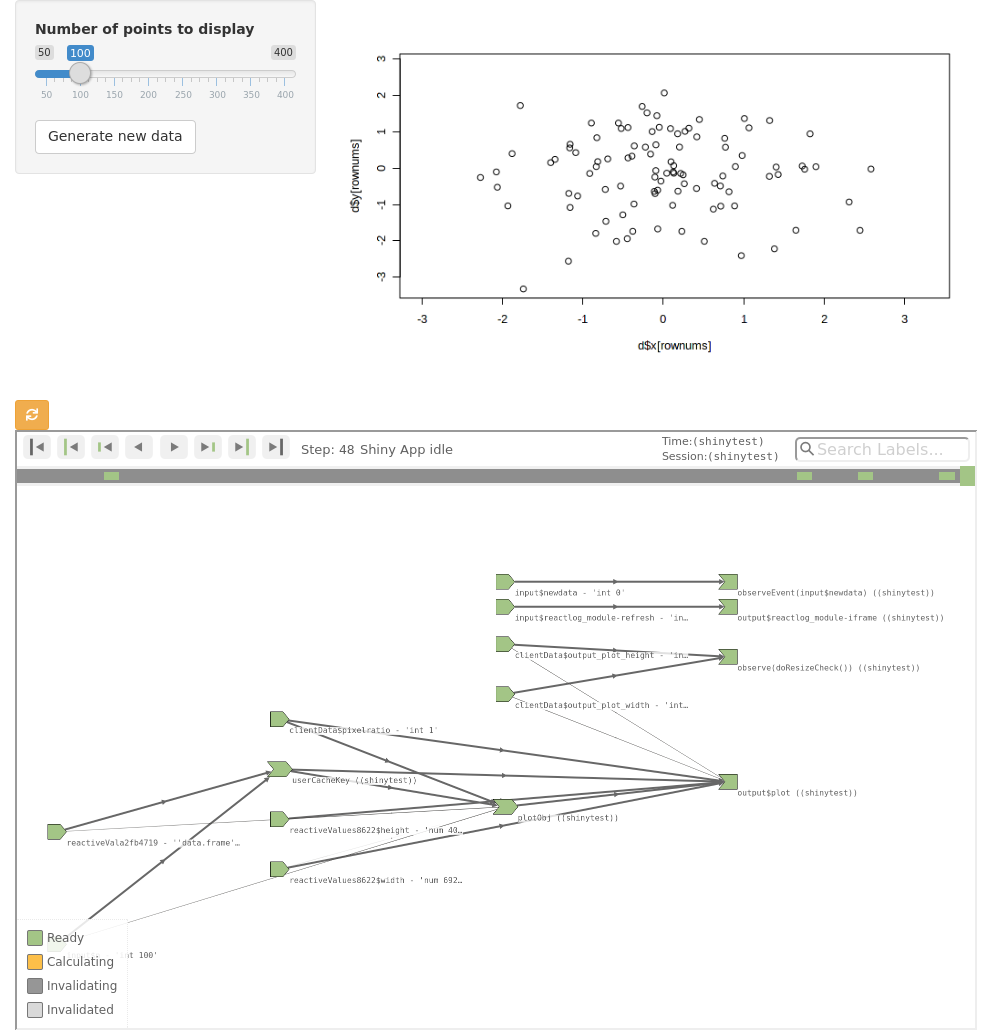 Number of points to display
50 100 400
50 100 150 200 250 300 350 400
Generate new data
3
2
1
0
-1
-2
-3
d$y[rownums]
-3 -2 -1 0 1 2 3
d$x[rownums]
Step: 48 Shiny App idle
Time:(shinytest)
Session:(shinytest)
Search Labels...
input$newdata - 'int 0'
observeEvent(input$newdata) ((shinytest))
input$reactlog_module-refresh - 'in…
output$reactlog_module-iframe ((shinytest))
clientData$output_plot_height - 'in…
observe(doResizeCheck()) ((shinytest))
clientData$output_plot_width - 'int…
clientData$pixelratio - 'int 1'
userCacheKey ((shinytest))
output$plot ((shinytest))
plotObj ((shinytest))
reactiveValues8622$height - 'num 40…
reactiveVala2fb4719 - ''data.frame'…
reactiveValues8622$width - 'num 692…
Ready
100'
Calculating
Invalidating
Invalidated